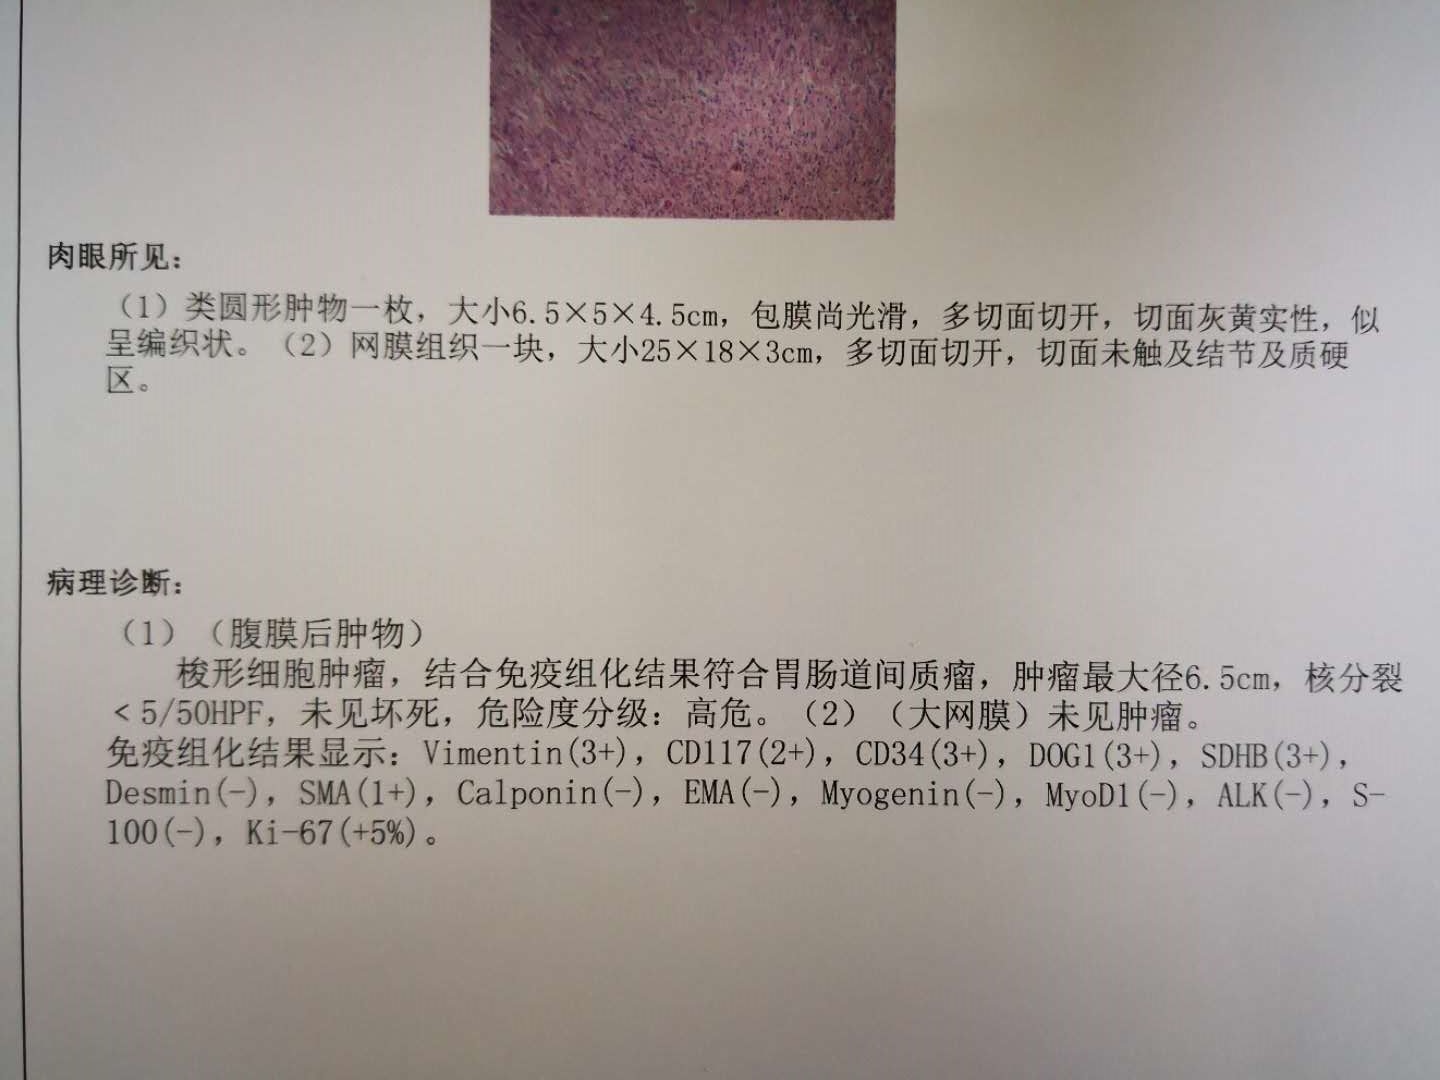 肉眼所见：
（1）类圆形肿物一枚，大小6.5×5×4.5cm，包膜尚光滑，多切面切开，切面灰黄实性，似
呈编织状。（2）网膜组织一块，大小25×18×3cm，多切面切开，切面未触及结节及质硬
区。
病理诊断：
（1）（腹膜后肿物）
梭形细胞肿瘤，结合免疫组化结果符合胃肠道间质瘤，肿瘤最大径6.5cm，核分裂
＜5/50HPF，未见坏死，危险度分级：高危。（2）（大网膜）未见肿瘤。
免疫组化结果显示：Vimentin(3+)，CD117(2+)，CD34(3+)，DOG1(3+)，SDHB(3+)，
Desmin(-)，SMA(1+)，Calponin(-)，EMA(-)，Myogenin(-)，MyoD1(-)，ALK(-)，S-
100(-)，Ki-67(+5%)。